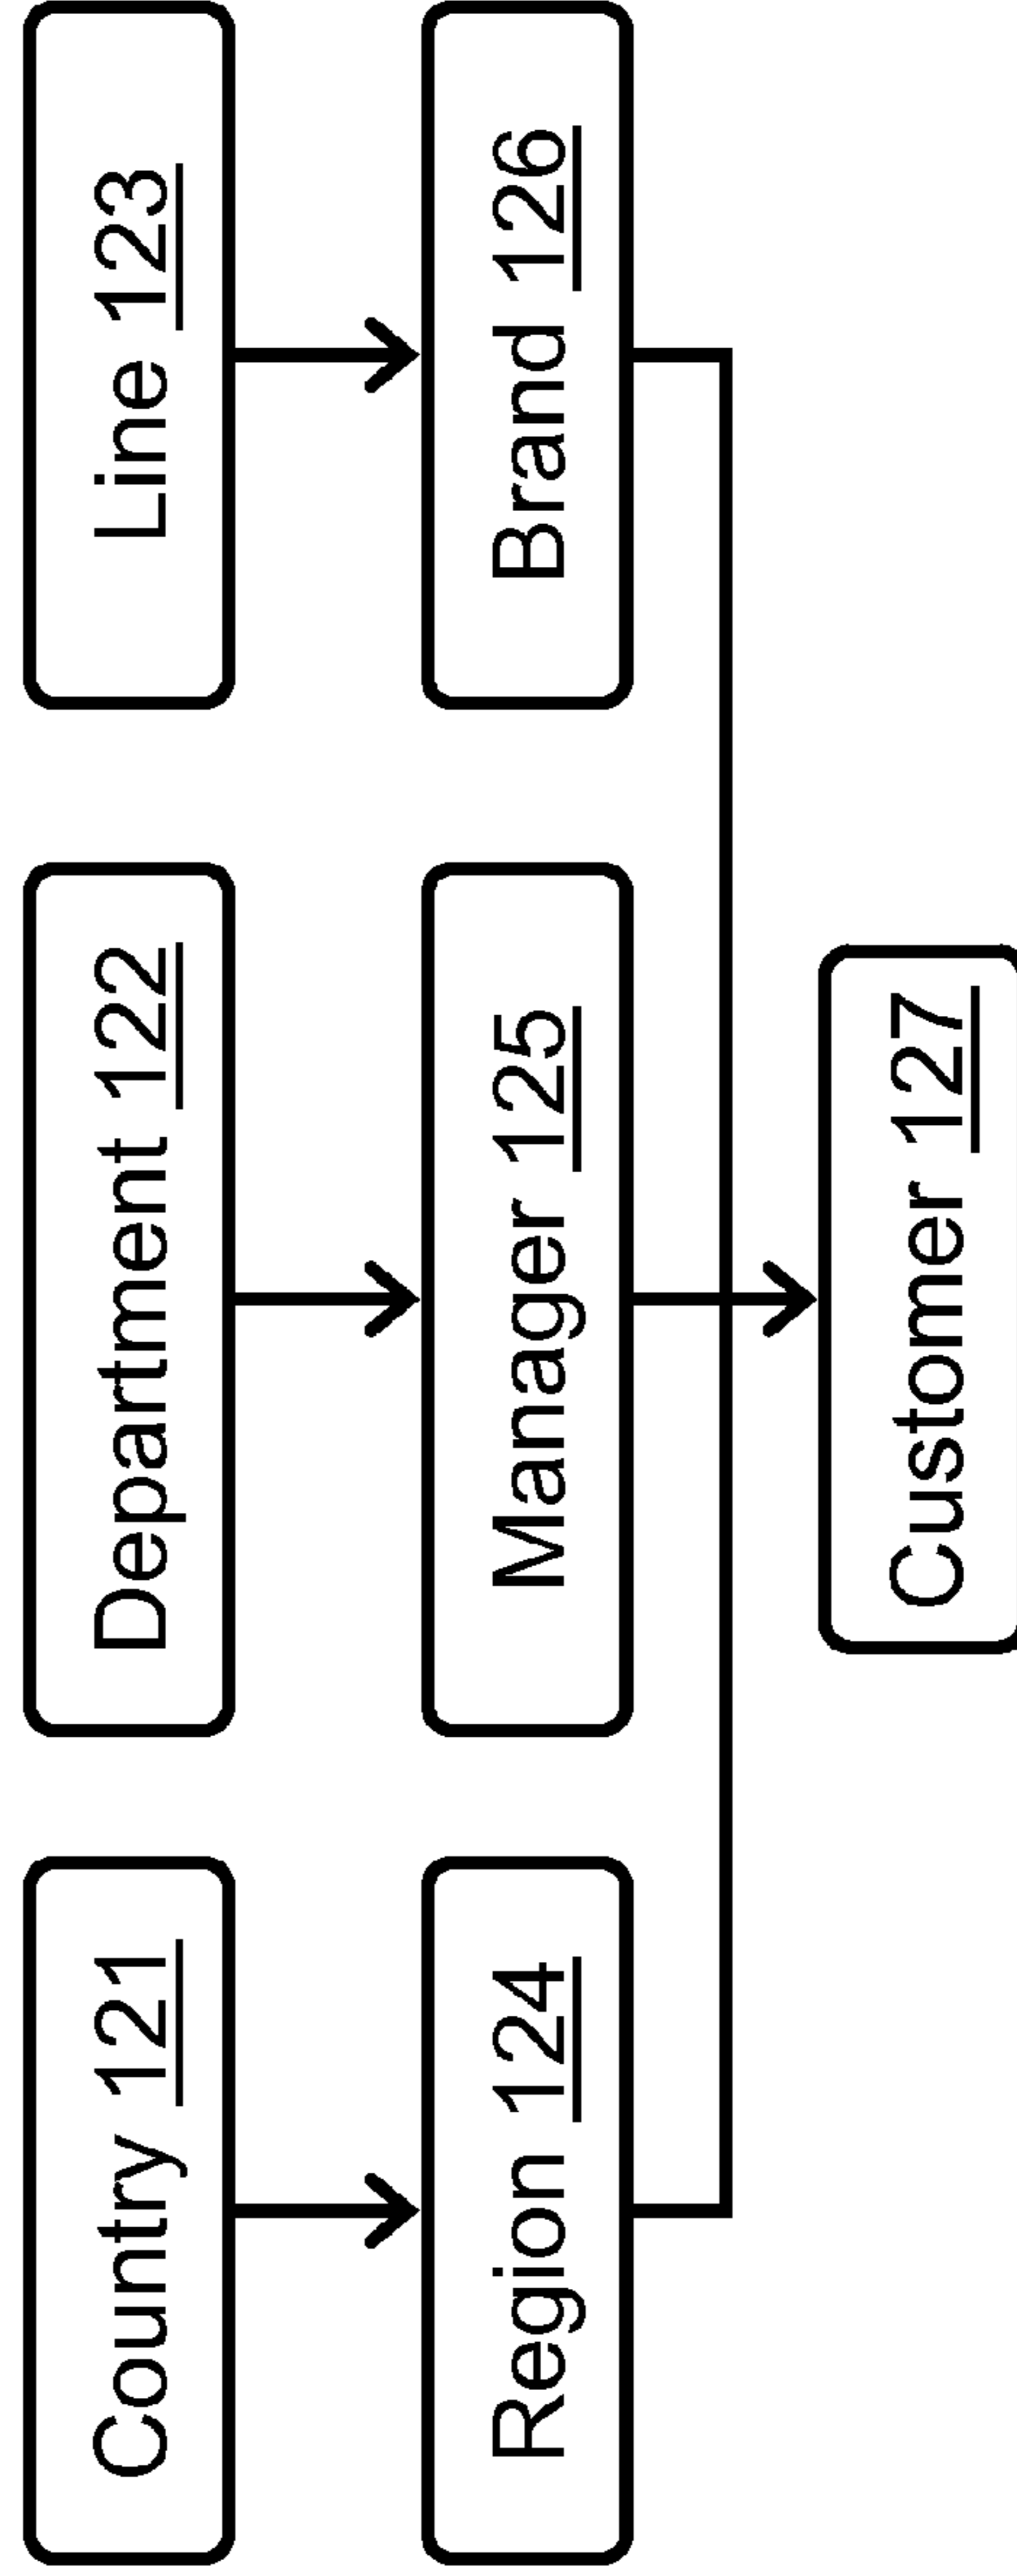 Country 121
Department 122
Line 123
Region 124
Manager 125
Brand 126
Customer 127